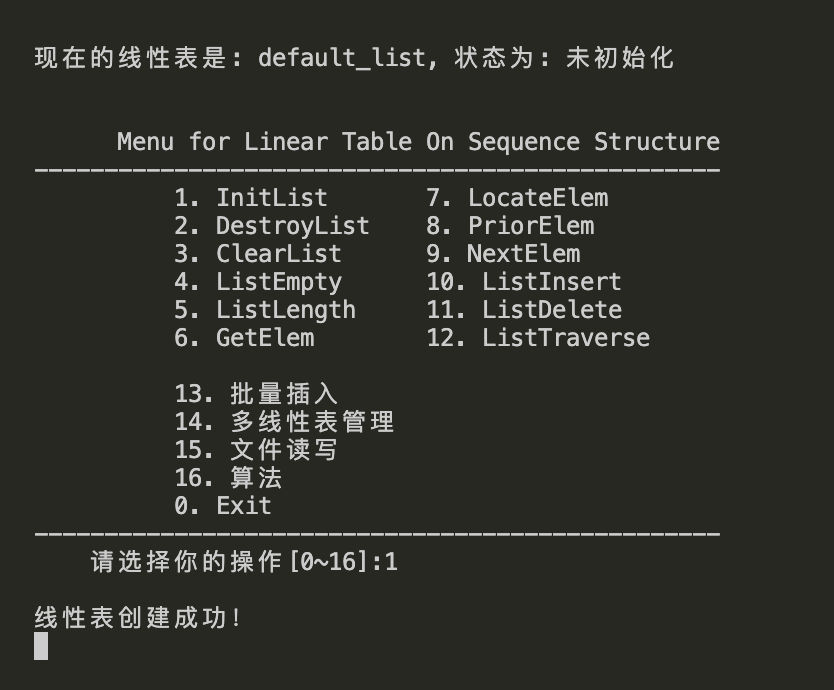 现在的线性表是: default_list, 状态为: 未初始化
Menu for Linear Table On Sequence Structure
-------------------------------------------------
1. InitList 7. LocateElem
2. DestroyList 8. PriorElem
3. ClearList 9. NextElem
4. ListEmpty 10. ListInsert
5. ListLength 11. ListDelete
6. GetElem 12. ListTraverse
13. 批量插入
14. 多线性表管理
15. 文件读写
16. 算法
0. Exit
-------------------------------------------------
请选择你的操作[0~16]:1
线性表创建成功!